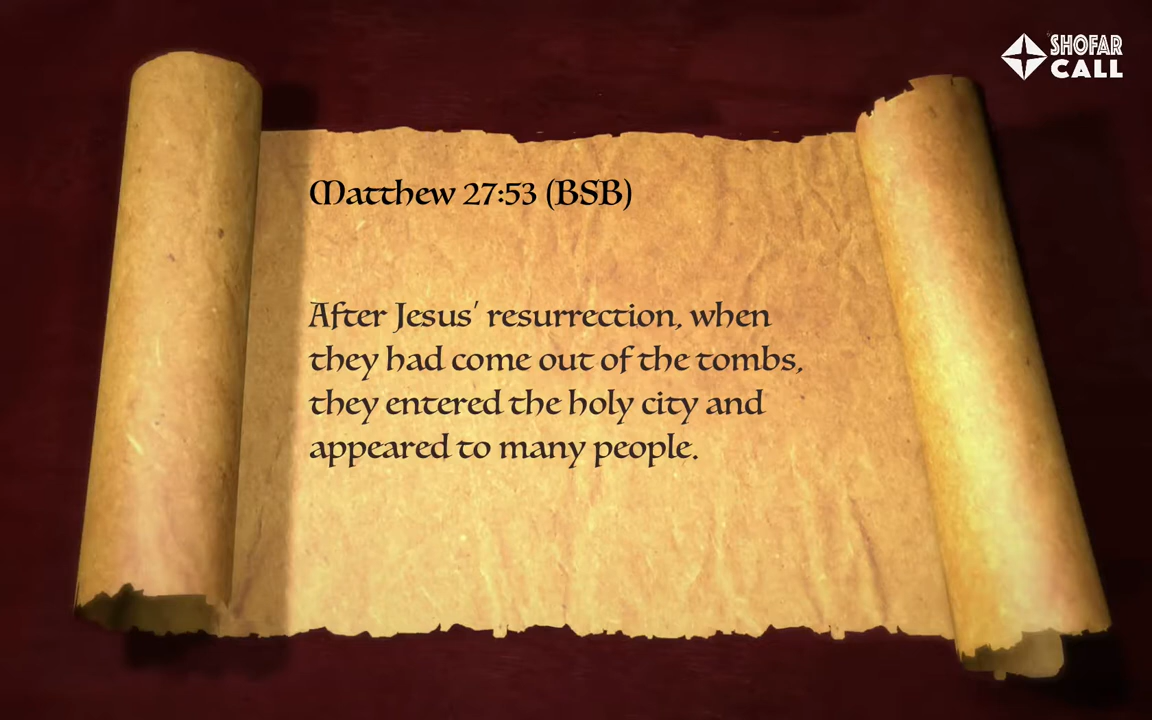 SHOFAR
CALL
Matthew 27:53 (BSB)
After Jesus' resurrection, when
they had come out of the tombs,
they entered the holy city and
appeared to many people.